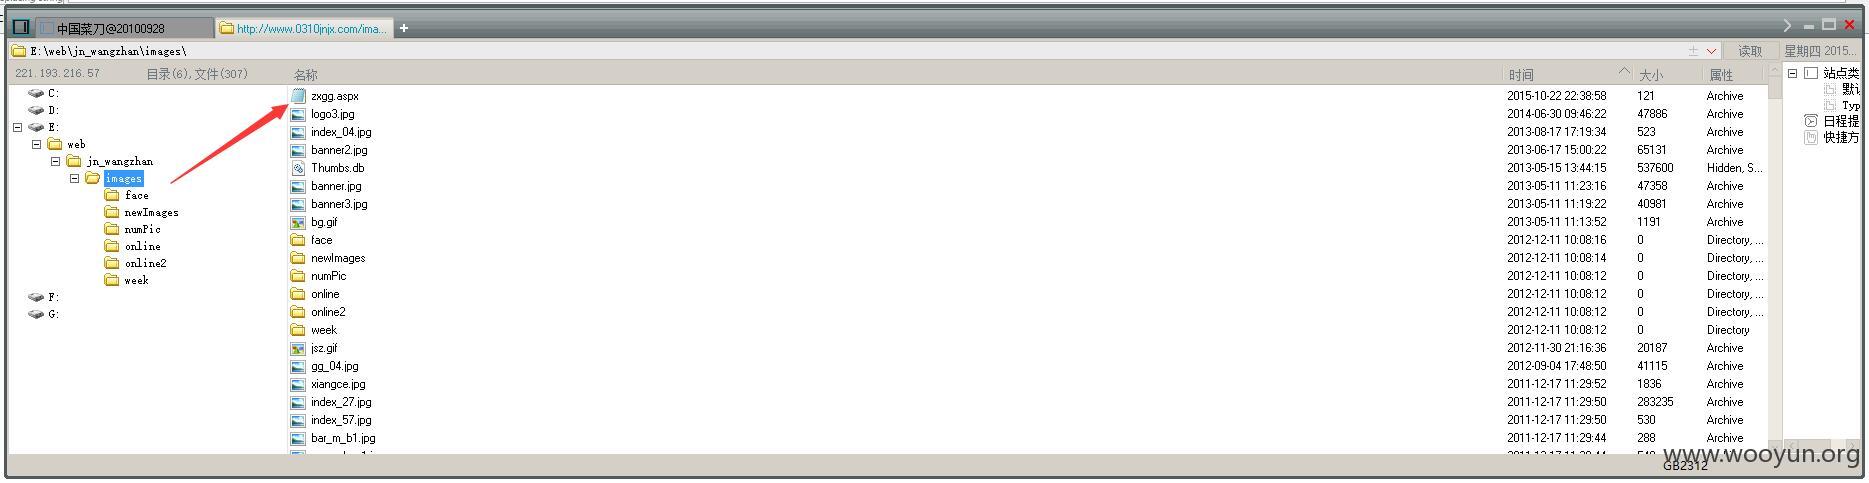 中国菜刀@20100928
http://www.0310jnjx.com/ima...
+
E:\web\jn_wangzhan\images\
读取
星期四 2015...
221.193.216.57
目录(6),文件(307)
名称
时间
大小
属性
C:
D:
E:
web
jn_wangzhan
images
face
newImages
numPic
online
online2
week
F:
G:
zxgg.aspx 2015-10-22 22:38:58 121 Archive
logo3.jpg 2014-06-30 09:46:22 47886 Archive
index_04.jpg 2013-08-17 17:19:34 523 Archive
banner2.jpg 2013-06-17 15:00:22 65131 Archive
Thumbs.db 2013-05-15 13:44:15 537600 Hidden, S...
banner.jpg 2013-05-11 11:23:16 47358 Archive
banner3.jpg 2013-05-11 11:19:22 40981 Archive
bg.gif 2013-05-11 11:13:52 1191 Archive
face 2012-12-11 10:08:16 0 Directory, ...
newImages 2012-12-11 10:08:14 0 Directory, ...
numPic 2012-12-11 10:08:12 0 Directory, ...
online 2012-12-11 10:08:12 0 Directory, ...
online2 2012-12-11 10:08:12 0 Directory, ...
week 2012-12-11 10:08:12 0 Directory
jsz.gif 2012-11-30 21:16:36 20187 Archive
gg_04.jpg 2012-09-04 17:48:50 41115 Archive
xiangce.jpg 2011-12-17 11:29:52 1836 Archive
index_27.jpg 2011-12-17 11:29:50 283235 Archive
index_57.jpg 2011-12-17 11:29:50 530 Archive
bar_m_b1.jpg 2011-12-17 11:29:44 288 Archive
站点类
默认
Typ
日程提
快捷方
www.wooyun.org
GB2312